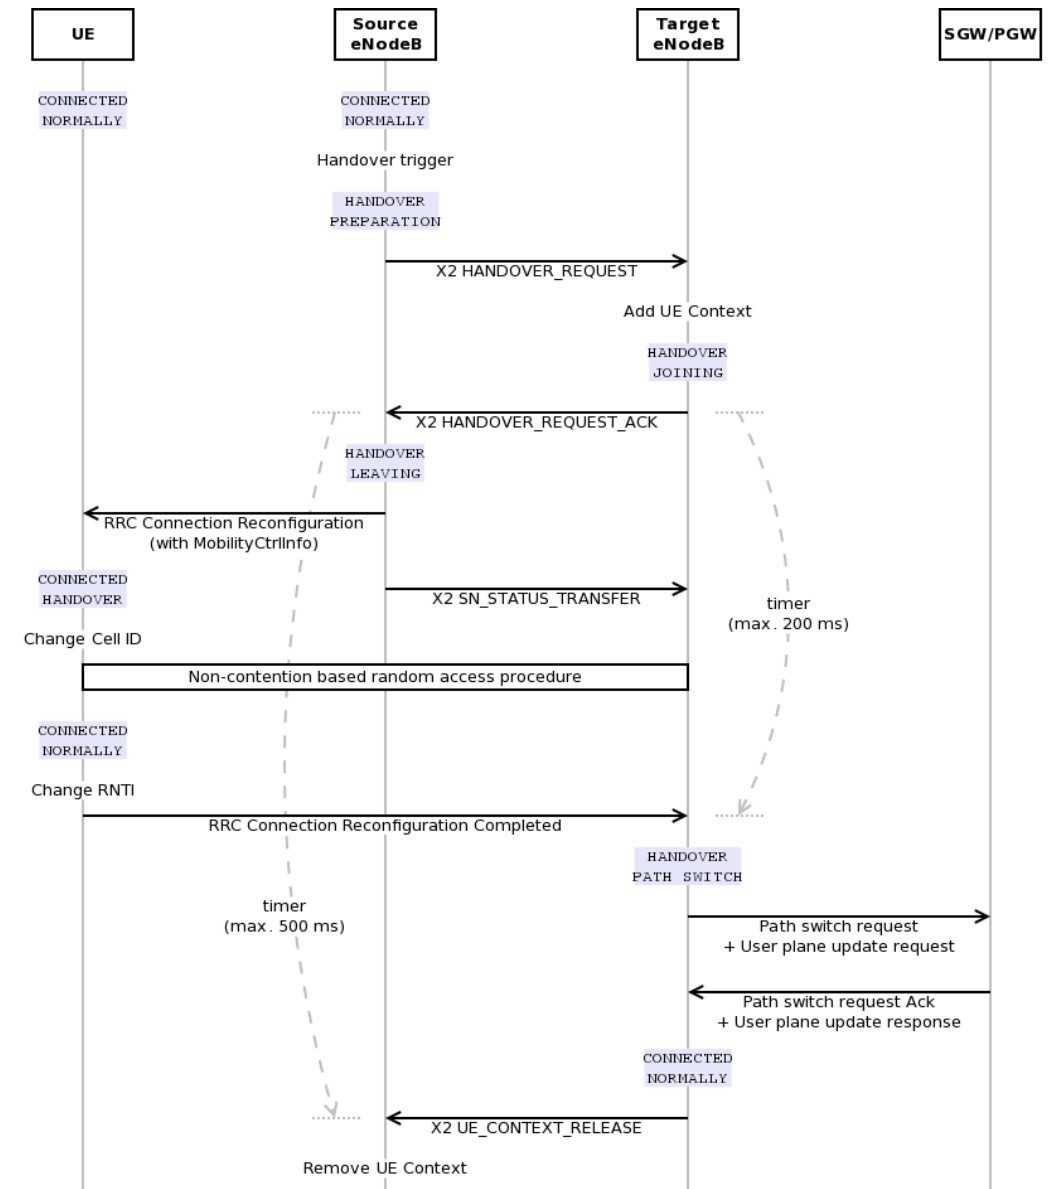 UE
Source
eNodeB
Target
eNodeB
SGW/PGW
CONNECTED
NORMALLY
CONNECTED
NORMALLY
Handover trigger
HANDOVER
PREPARATION
X2 HANDOVER_REQUEST
Add UE Context
HANDOVER
JOINING
X2 HANDOVER_REQUEST_ACK
HANDOVER
LEAVING
RRC Connection Reconfiguration
(with MobilityCtrlInfo)
CONNECTED
HANDOVER
X2 SN_STATUS_TRANSFER
timer
(max. 200 ms)
Change Cell ID
Non-contention based random access procedure
CONNECTED
NORMALLY
Change RNTI
RRC Connection Reconfiguration Completed
HANDOVER
PATH SWITCH
timer
(max. 500 ms)
Path switch request
+ User plane update request
Path switch request Ack
+ User plane update response
CONNECTED
NORMALLY
X2 UE_CONTEXT_RELEASE
Remove UE Context